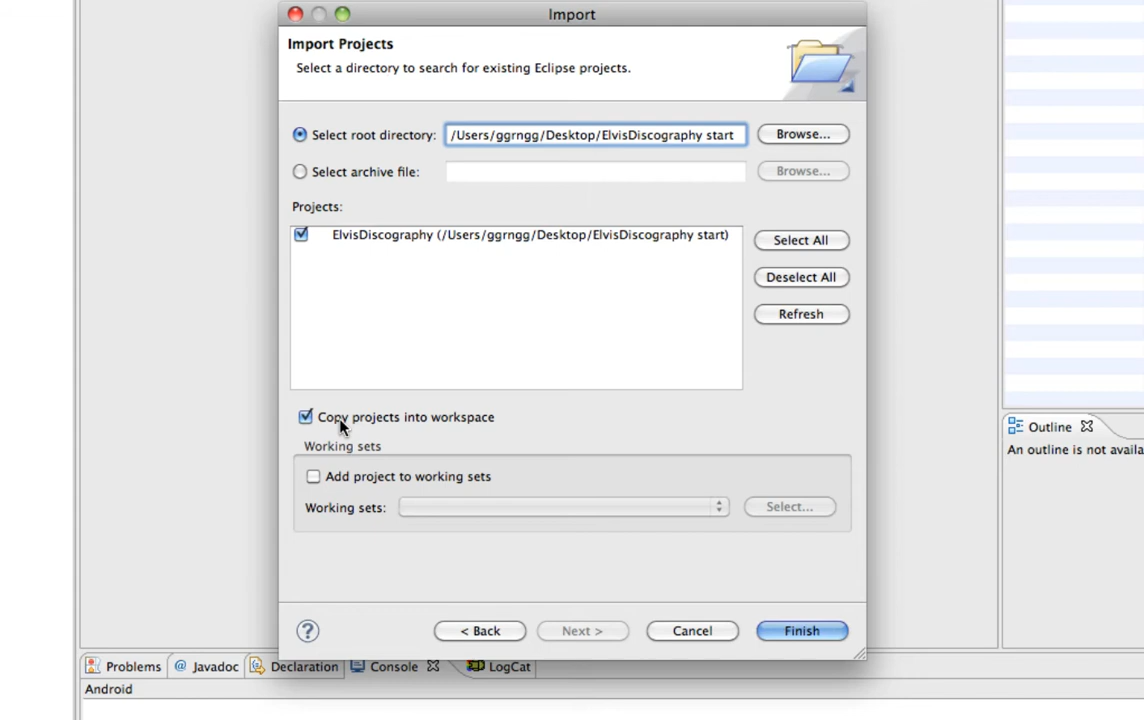 Import
Import Projects
Select a directory to search for existing Eclipse projects.
Select root directory: /Users/ggrngg/Desktop/ElvisDiscography start Browse...
Select archive file: Browse...
Projects:
ElvisDiscography (/Users/ggrngg/Desktop/ElvisDiscography start)
Select All
Deselect All
Refresh
Copy projects into workspace
Working sets
Add project to working sets
Working sets: Select...
? < Back Next > Cancel Finish
Outline
An outline is not availa
Problems @ Javadoc Declaration Console LogCat
Android